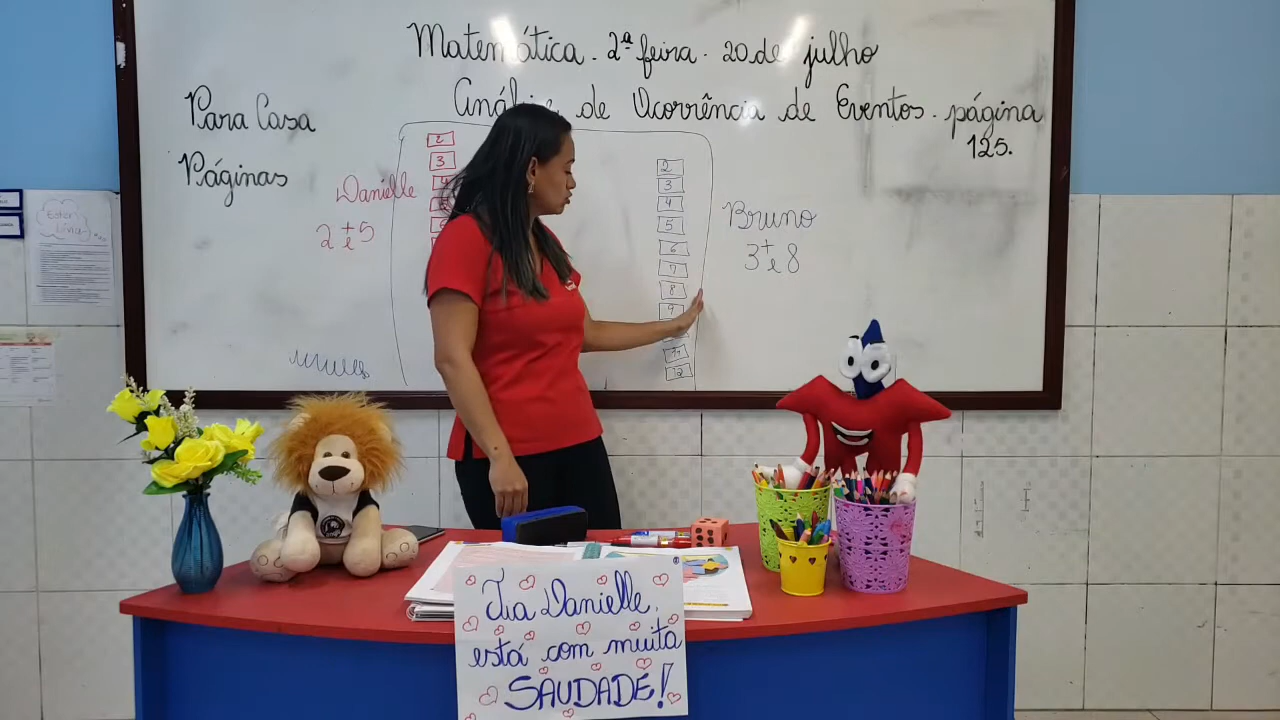 Matemática. 2ª feira. 20 de julho
Análise de Ocorrência de Eventos. página
125.
Para Casa
Páginas
Danielle
2 e 5
2
3
4
2
3
4
5
6
7
8
9
11
12
Bruno
3 e 8
Ester
Tia Danielle,
está com muita
SAUDADE!